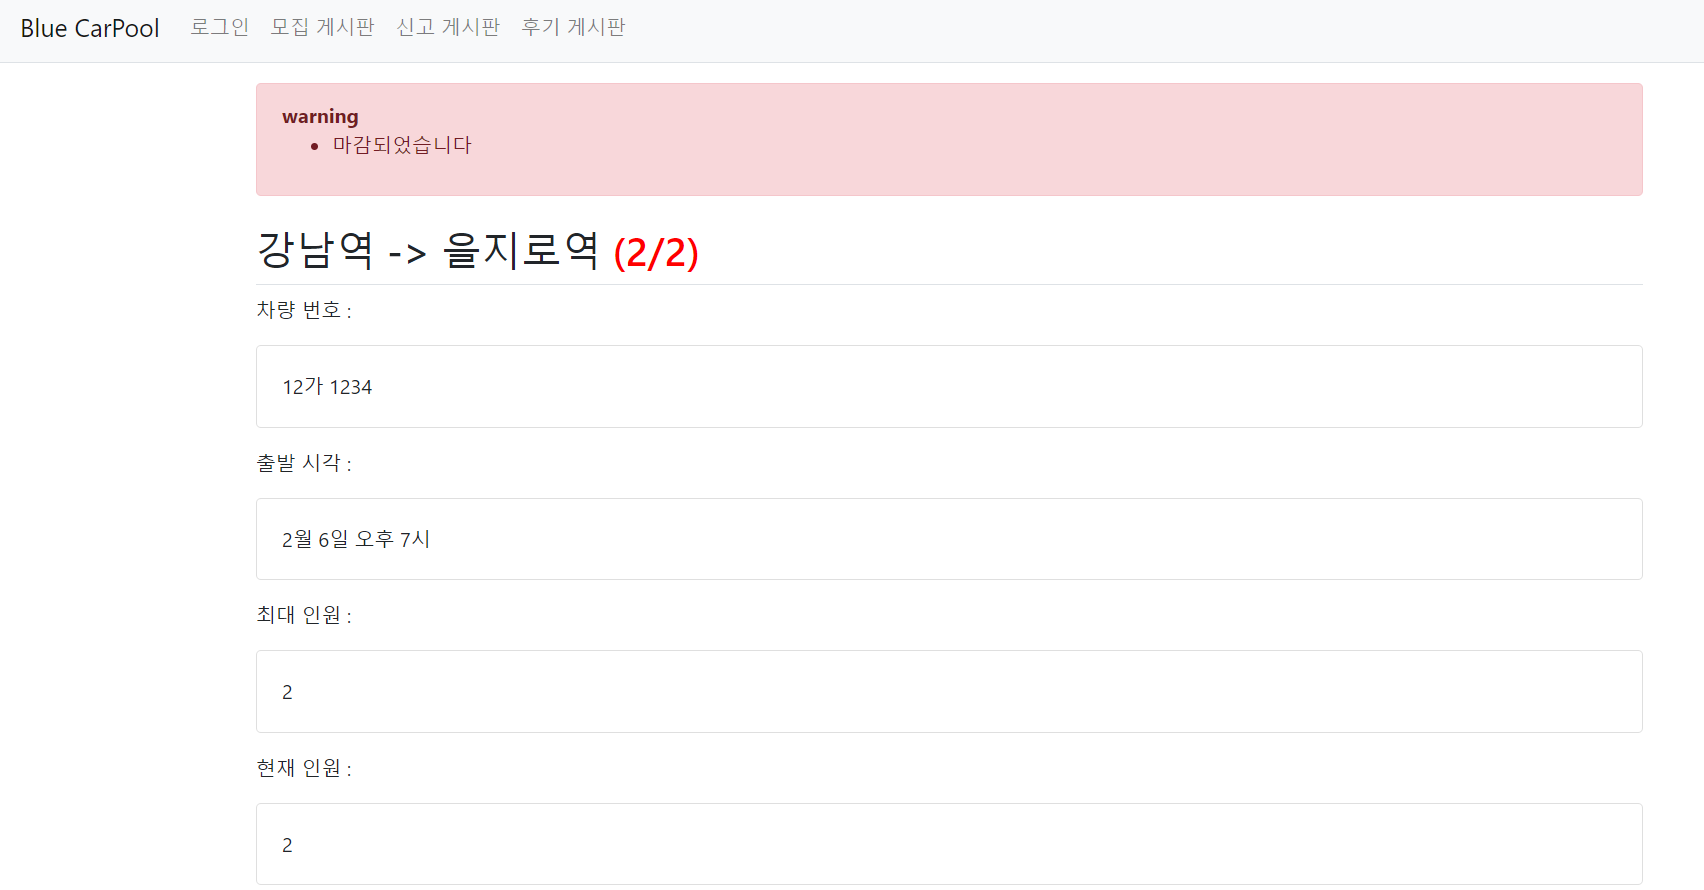 Blue CarPool 로그인 모집 게시판 신고 게시판 후기 게시판
warning
마감되었습니다
강남역 -> 을지로역 (2/2)
차량 번호 :
12가 1234
출발 시각 :
2월 6일 오후 7시
최대 인원 :
2
현재 인원 :
2